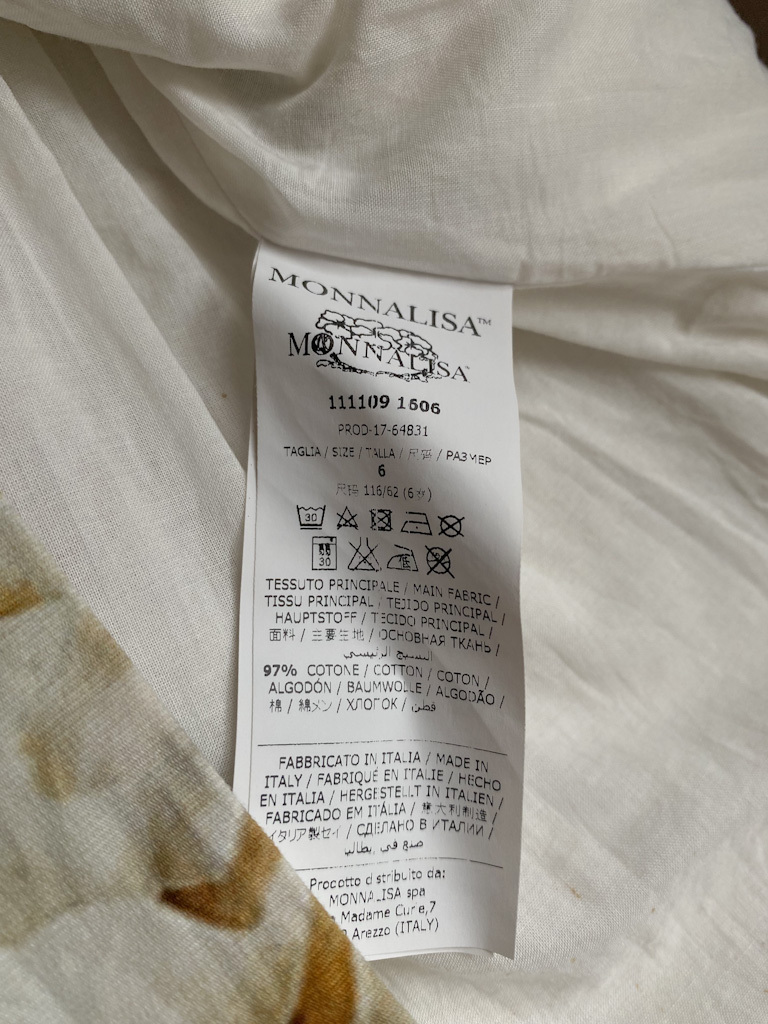 MONNALISA™
MONNALISA
111109 1606
PROD-17-64831
TAGLIA / SIZE / TALLA / 尺码 / РАЗМЕР
6
尺码 116/62 (6岁)
30
30
TESSUTO PRINCIPALE / MAIN FABRIC /
TISSU PRINCIPAL / TEJIDO PRINCIPAL /
HAUPTSTOFF / TECIDO PRINCIPAL /
面料 / 主要生地 / ОСНОВНАЯ ТКАНЬ /
النسيج الرئيسي
97% COTONE / COTTON / COTON /
ALGODÓN / BAUMWOLLE / ALGODÃO /
棉 / 綿メン / ХЛОПОК / قطن
FABBRICATO IN ITALIA / MADE IN
ITALY / FABRIQUÉ EN ITALIE / HECHO
EN ITALIA / HERGESTELLT IN ITALIEN /
FABRICADO EM ITÁLIA / 意大利制造 /
イタリア製セイ / СДЕЛАНО В ИТАЛИИ /
صنع في إيطاليا
Prodotto distribuito da:
MONNALISA spa
Madame Curie,7
Arezzo (ITALY)